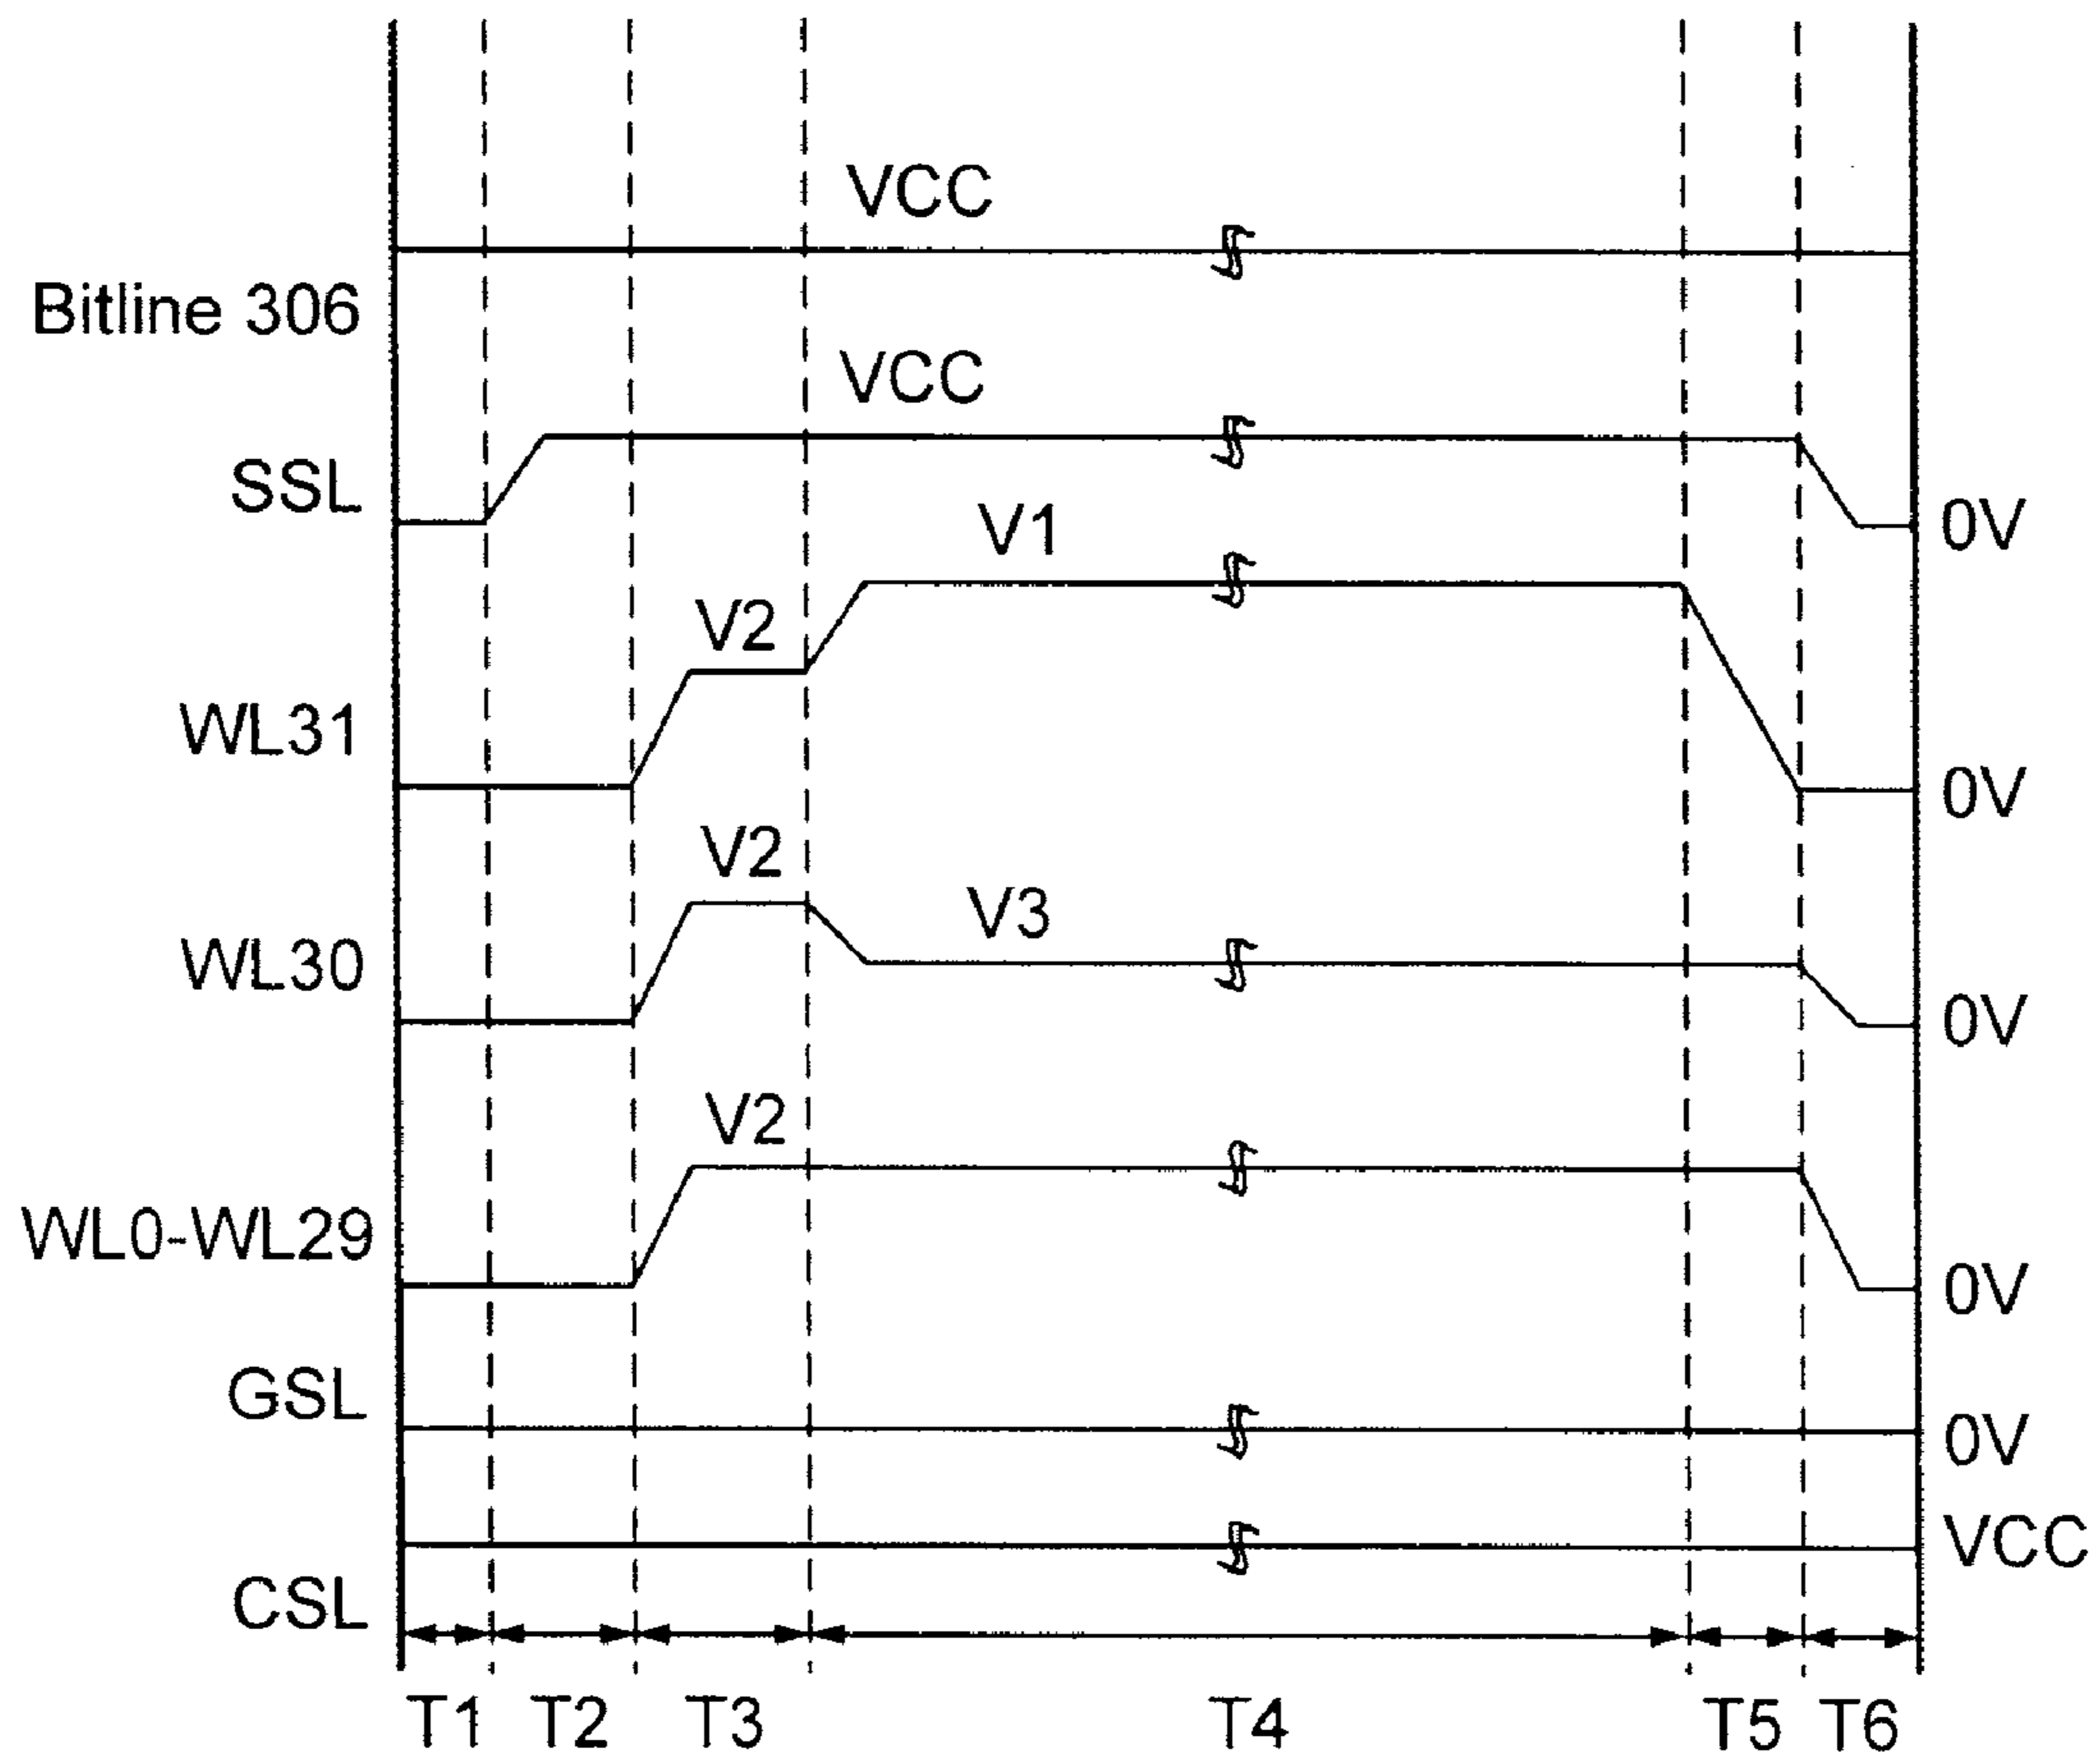 VCC
Bitline 306
VCC
SSL
0V
V1
V2
WL31
0V
V2
V3
WL30
0V
V2
WL0-WL29
0V
GSL
0V
VCC
CSL
T1 T2 T3 T4 T5 T6